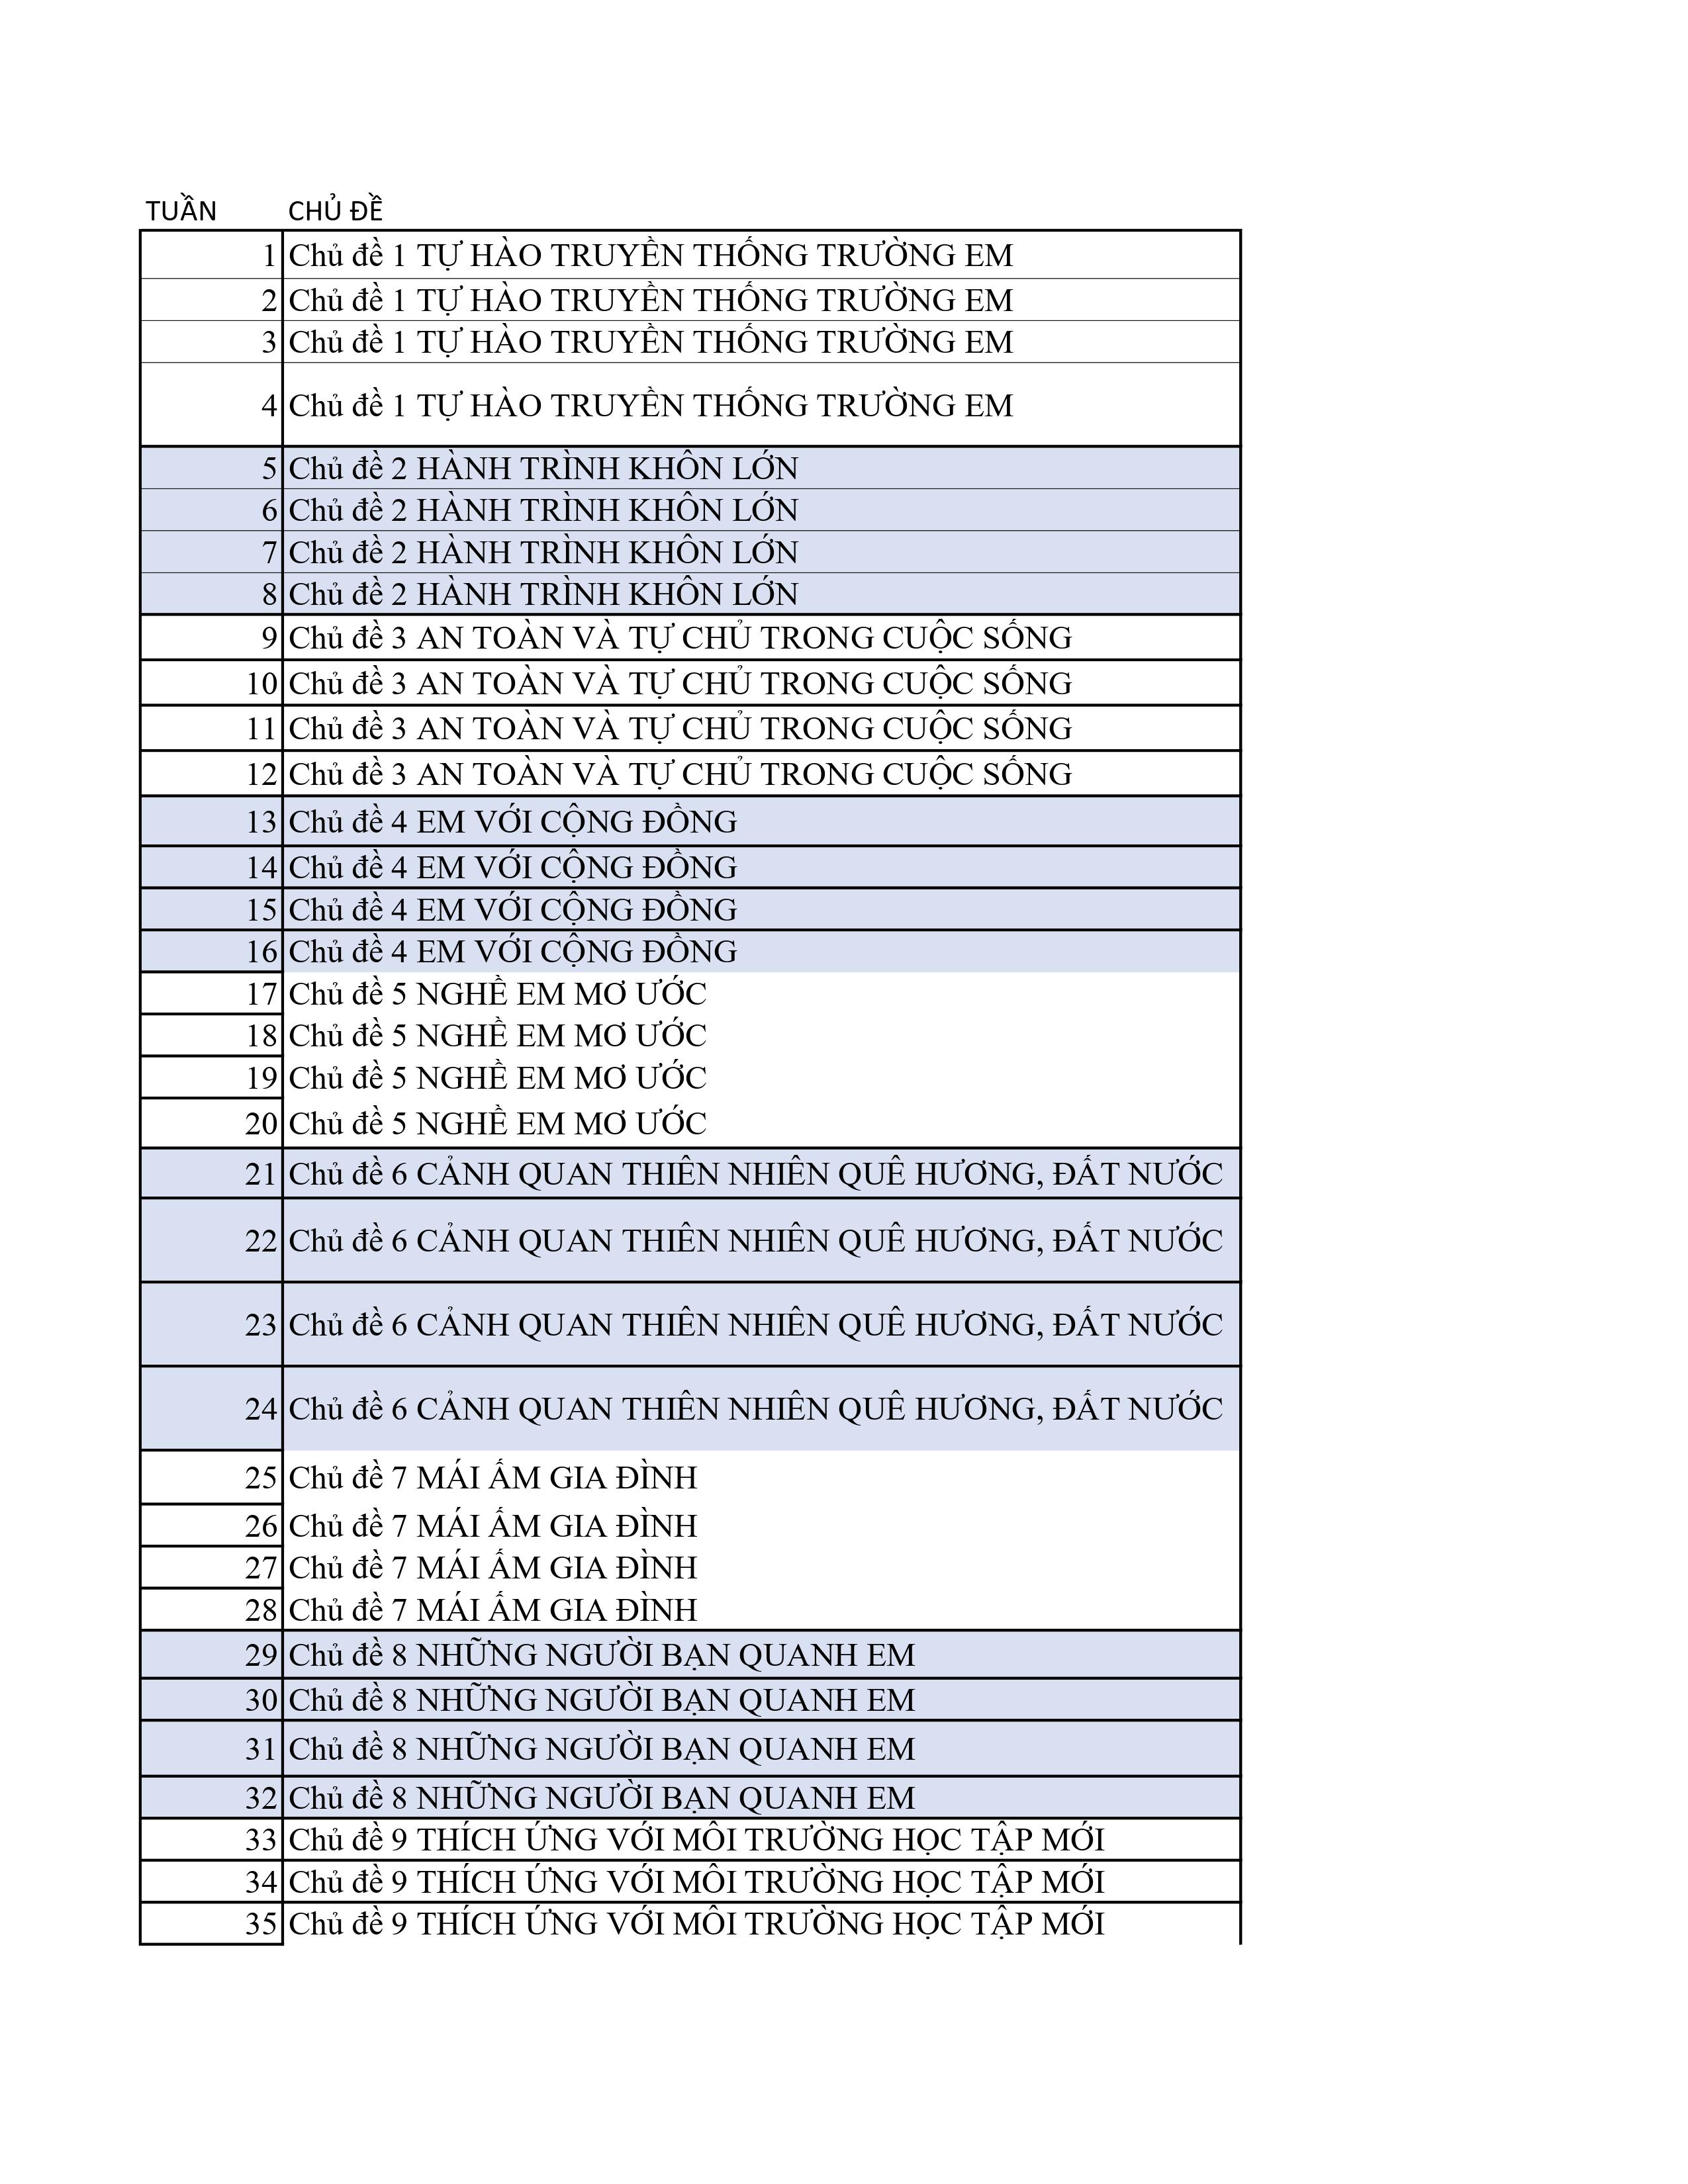 TUẦN CHỦ ĐỀ
1 Chủ đề 1 TỰ HÀO TRUYỀN THỐNG TRƯỜNG EM
2 Chủ đề 1 TỰ HÀO TRUYỀN THỐNG TRƯỜNG EM
3 Chủ đề 1 TỰ HÀO TRUYỀN THỐNG TRƯỜNG EM
4 Chủ đề 1 TỰ HÀO TRUYỀN THỐNG TRƯỜNG EM
5 Chủ đề 2 HÀNH TRÌNH KHÔN LỚN
6 Chủ đề 2 HÀNH TRÌNH KHÔN LỚN
7 Chủ đề 2 HÀNH TRÌNH KHÔN LỚN
8 Chủ đề 2 HÀNH TRÌNH KHÔN LỚN
9 Chủ đề 3 AN TOÀN VÀ TỰ CHỦ TRONG CUỘC SỐNG
10 Chủ đề 3 AN TOÀN VÀ TỰ CHỦ TRONG CUỘC SỐNG
11 Chủ đề 3 AN TOÀN VÀ TỰ CHỦ TRONG CUỘC SỐNG
12 Chủ đề 3 AN TOÀN VÀ TỰ CHỦ TRONG CUỘC SỐNG
13 Chủ đề 4 EM VỚI CỘNG ĐỒNG
14 Chủ đề 4 EM VỚI CỘNG ĐỒNG
15 Chủ đề 4 EM VỚI CỘNG ĐỒNG
16 Chủ đề 4 EM VỚI CỘNG ĐỒNG
17 Chủ đề 5 NGHỀ EM MƠ ƯỚC
18 Chủ đề 5 NGHỀ EM MƠ ƯỚC
19 Chủ đề 5 NGHỀ EM MƠ ƯỚC
20 Chủ đề 5 NGHỀ EM MƠ ƯỚC
21 Chủ đề 6 CẢNH QUAN THIÊN NHIÊN QUÊ HƯƠNG, ĐẤT NƯỚC
22 Chủ đề 6 CẢNH QUAN THIÊN NHIÊN QUÊ HƯƠNG, ĐẤT NƯỚC
23 Chủ đề 6 CẢNH QUAN THIÊN NHIÊN QUÊ HƯƠNG, ĐẤT NƯỚC
24 Chủ đề 6 CẢNH QUAN THIÊN NHIÊN QUÊ HƯƠNG, ĐẤT NƯỚC
25 Chủ đề 7 MÁI ẤM GIA ĐÌNH
26 Chủ đề 7 MÁI ẤM GIA ĐÌNH
27 Chủ đề 7 MÁI ẤM GIA ĐÌNH
28 Chủ đề 7 MÁI ẤM GIA ĐÌNH
29 Chủ đề 8 NHỮNG NGƯỜI BẠN QUANH EM
30 Chủ đề 8 NHỮNG NGƯỜI BẠN QUANH EM
31 Chủ đề 8 NHỮNG NGƯỜI BẠN QUANH EM
32 Chủ đề 8 NHỮNG NGƯỜI BẠN QUANH EM
33 Chủ đề 9 THÍCH ỨNG VỚI MÔI TRƯỜNG HỌC TẬP MỚI
34 Chủ đề 9 THÍCH ỨNG VỚI MÔI TRƯỜNG HỌC TẬP MỚI
35 Chủ đề 9 THÍCH ỨNG VỚI MÔI TRƯỜNG HỌC TẬP MỚI